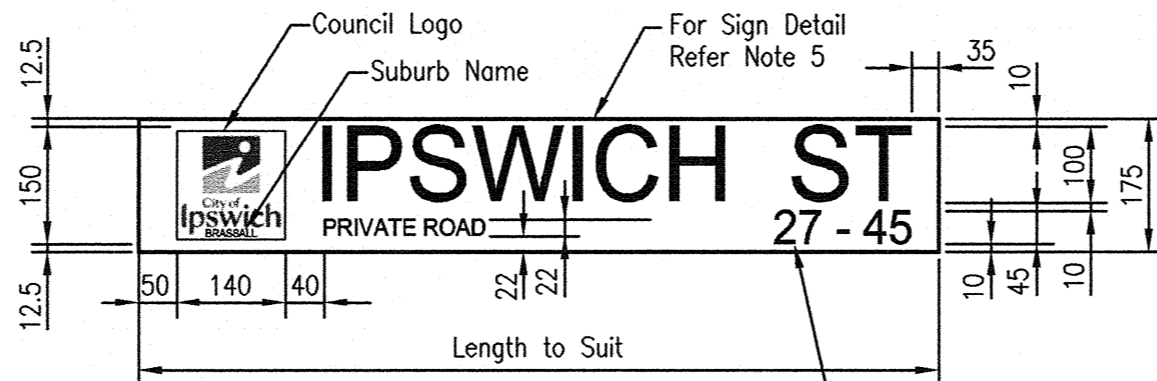 Council Logo
Suburb Name
For Sign Detail
Refer Note 5
35
12.5
150
12.5
City of
Ipswich
BRASSALL
IPSWICH ST
PRIVATE ROAD
27 - 45
10
100
175
50
140
40
22
22
10
45
10
Length to Suit